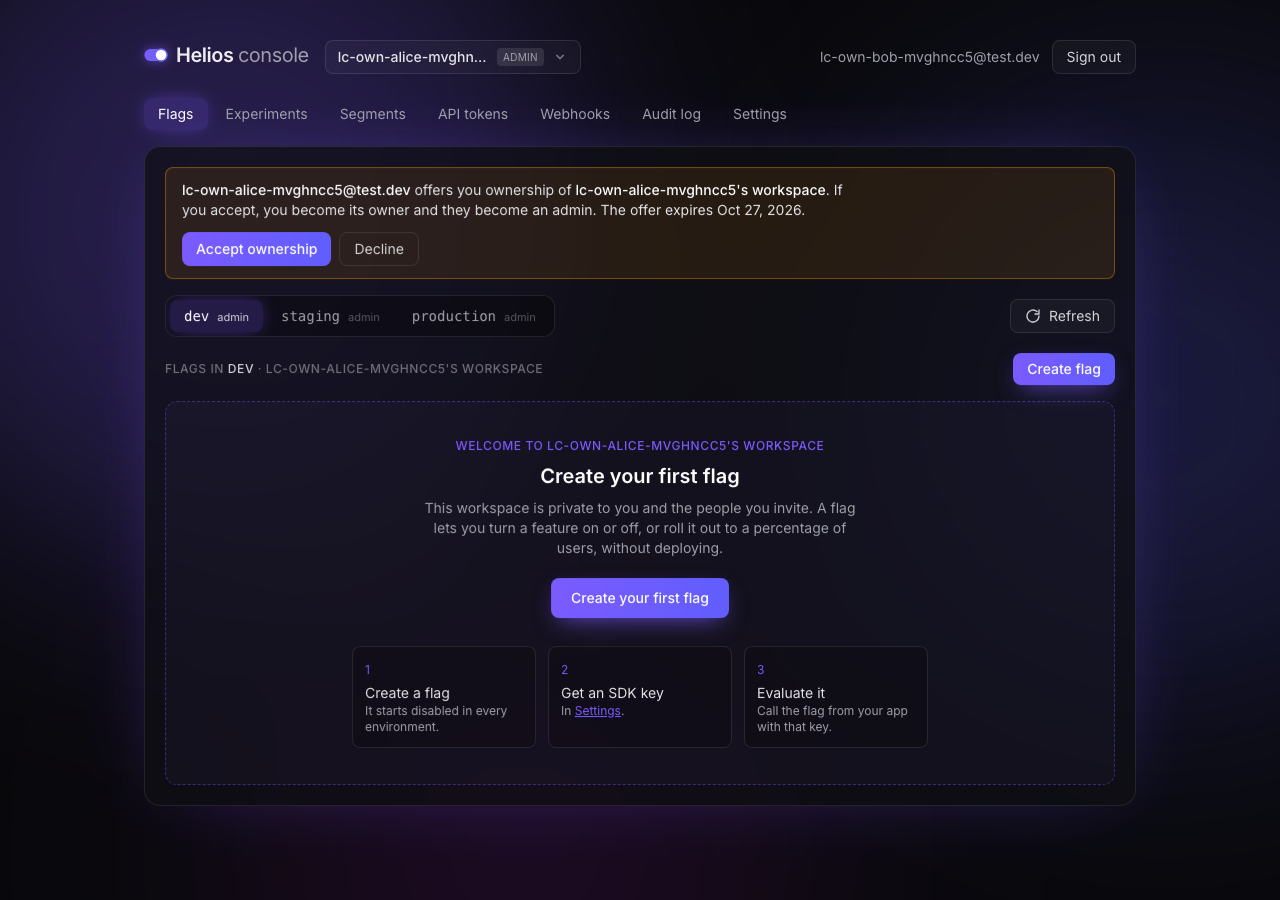 Helios console
lc-own-alice-mvghn... ADMIN
lc-own-bob-mvghncc5@test.dev
Sign out
Flags
Experiments
Segments
API tokens
Webhooks
Audit log
Settings
lc-own-alice-mvghncc5@test.dev offers you ownership of lc-own-alice-mvghncc5's workspace. If
you accept, you become its owner and they become an admin. The offer expires Oct 27, 2026.
Accept ownership
Decline
dev admin
staging admin
production admin
Refresh
FLAGS IN DEV · LC-OWN-ALICE-MVGHNCC5'S WORKSPACE
Create flag
WELCOME TO LC-OWN-ALICE-MVGHNCC5'S WORKSPACE
Create your first flag
This workspace is private to you and the people you invite. A flag
lets you turn a feature on or off, or roll it out to a percentage of
users, without deploying.
Create your first flag
1
Create a flag
It starts disabled in every
environment.
2
Get an SDK key
In Settings.
3
Evaluate it
Call the flag from your app
with that key.